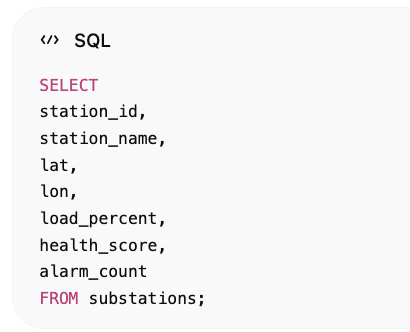 </> SQL
SELECT
station_id,
station_name,
lat,
lon,
load_percent,
health_score,
alarm_count
FROM substations;